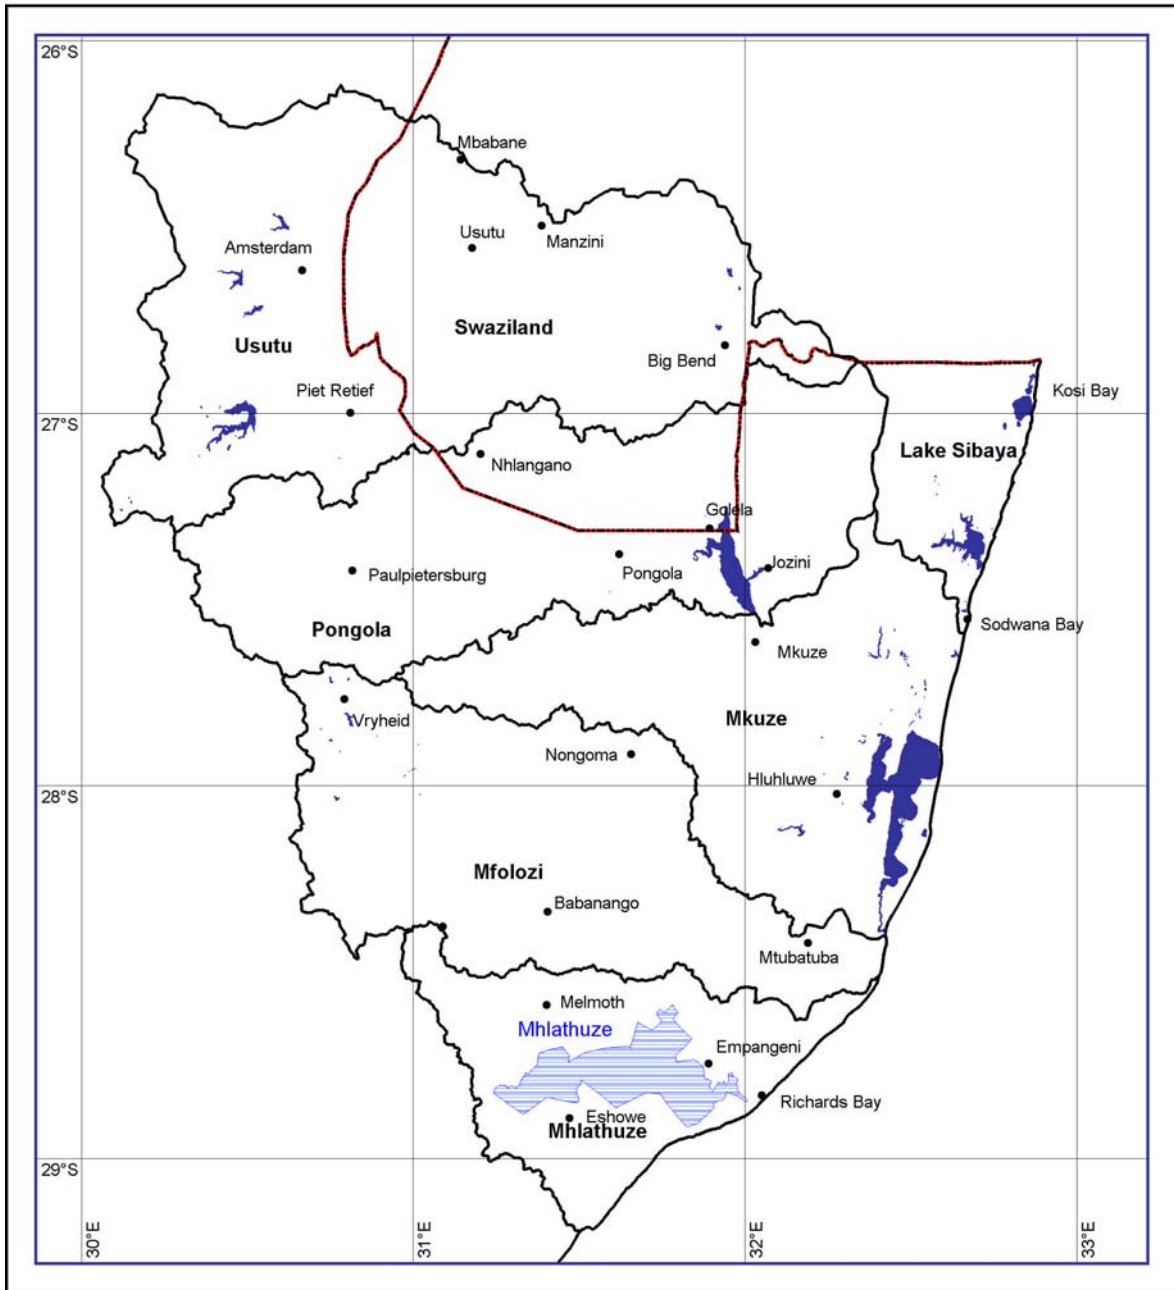 26°S
Mbabane
Usutu
Manzini
Amsterdam
Swaziland
Usutu
Big Bend
Piet Retief
Kosi Bay
27°S
Lake Sibaya
Nhlangano
Golela
Jozini
Pongola
Paulpietersburg
Sodwana Bay
Pongola
Mkuze
Mkuze
Vryheid
Nongoma
Hluhluwe
28°S
Mfolozi
Babanango
Mtubatuba
Melmoth
Mhlathuze
Empangeni
Richards Bay
Eshowe
Mhlathuze
29°S
30°E
31°E
32°E
33°E